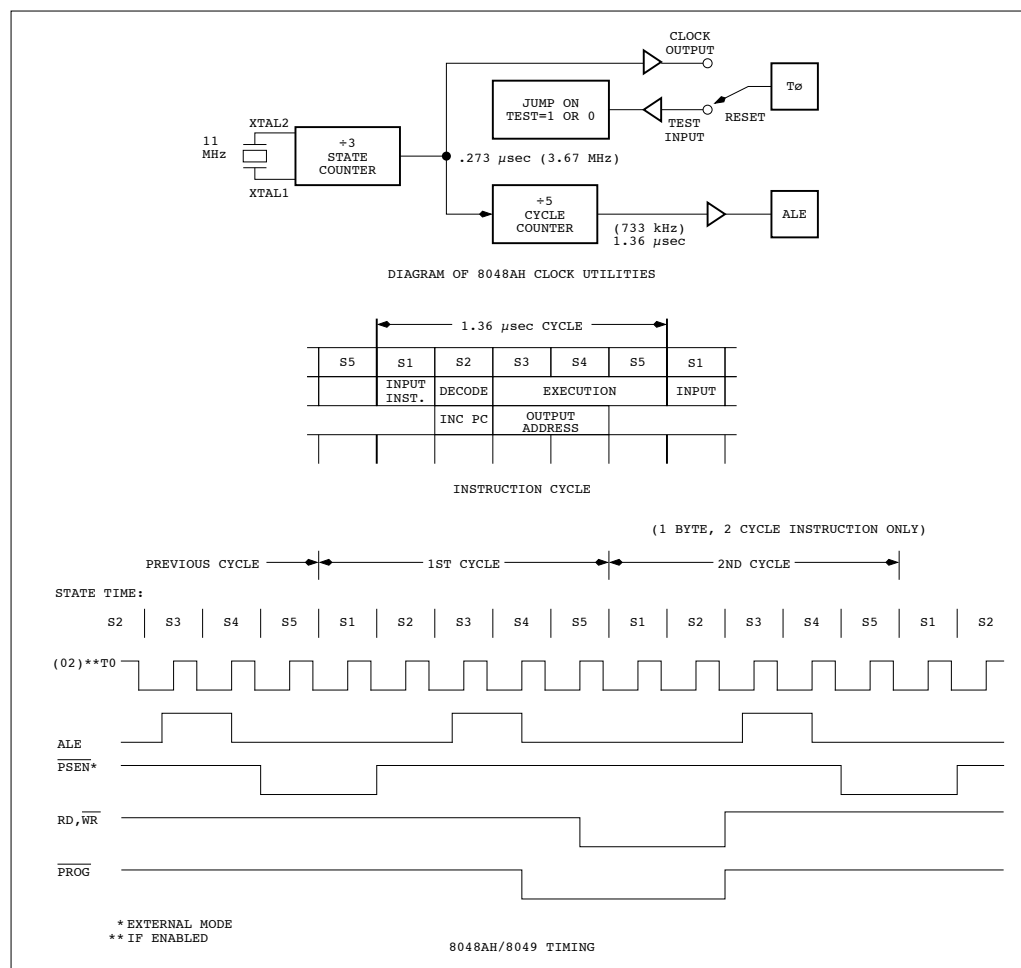 CLOCK
OUTPUT
Tø
JUMP ON
TEST=1 OR 0
TEST
INPUT
RESET
XTAL2
11
MHz
XTAL1
÷3
STATE
COUNTER
.273 µsec (3.67 MHz)
÷5
CYCLE
COUNTER
(733 kHz)
1.36 µsec
ALE
DIAGRAM OF 8048AH CLOCK UTILITIES
1.36 µsec CYCLE
S5 S1 S2 S3 S4 S5 S1
INPUT
INST. DECODE EXECUTION INPUT
INC PC OUTPUT
ADDRESS
INSTRUCTION CYCLE
(1 BYTE, 2 CYCLE INSTRUCTION ONLY)
PREVIOUS CYCLE 1ST CYCLE 2ND CYCLE
STATE TIME:
S2 S3 S4 S5 S1 S2 S3 S4 S5 S1 S2 S3 S4 S5 S1 S2
(02)**T0
ALE
PSEN*
RD,WR
PROG
* EXTERNAL MODE
** IF ENABLED
8048AH/8049 TIMING